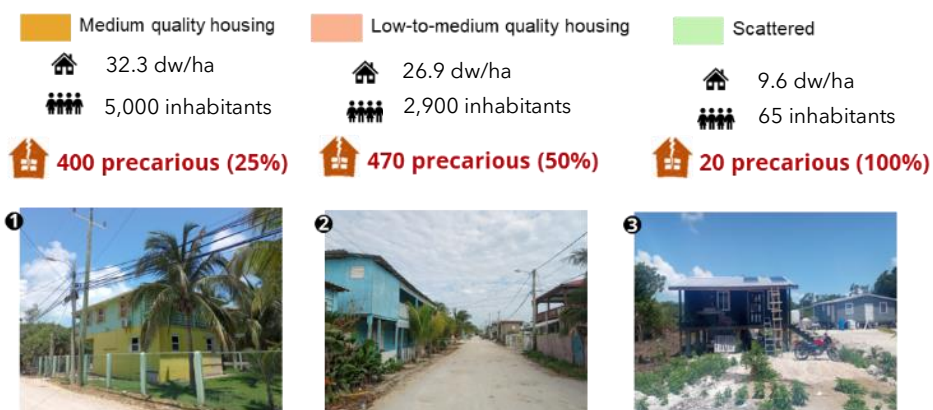 Medium quality housing
32.3 dw/ha
5,000 inhabitants
400 precarious (25%)
Low-to-medium quality housing
26.9 dw/ha
2,900 inhabitants
470 precarious (50%)
Scattered
9.6 dw/ha
65 inhabitants
20 precarious (100%)
1
2
3